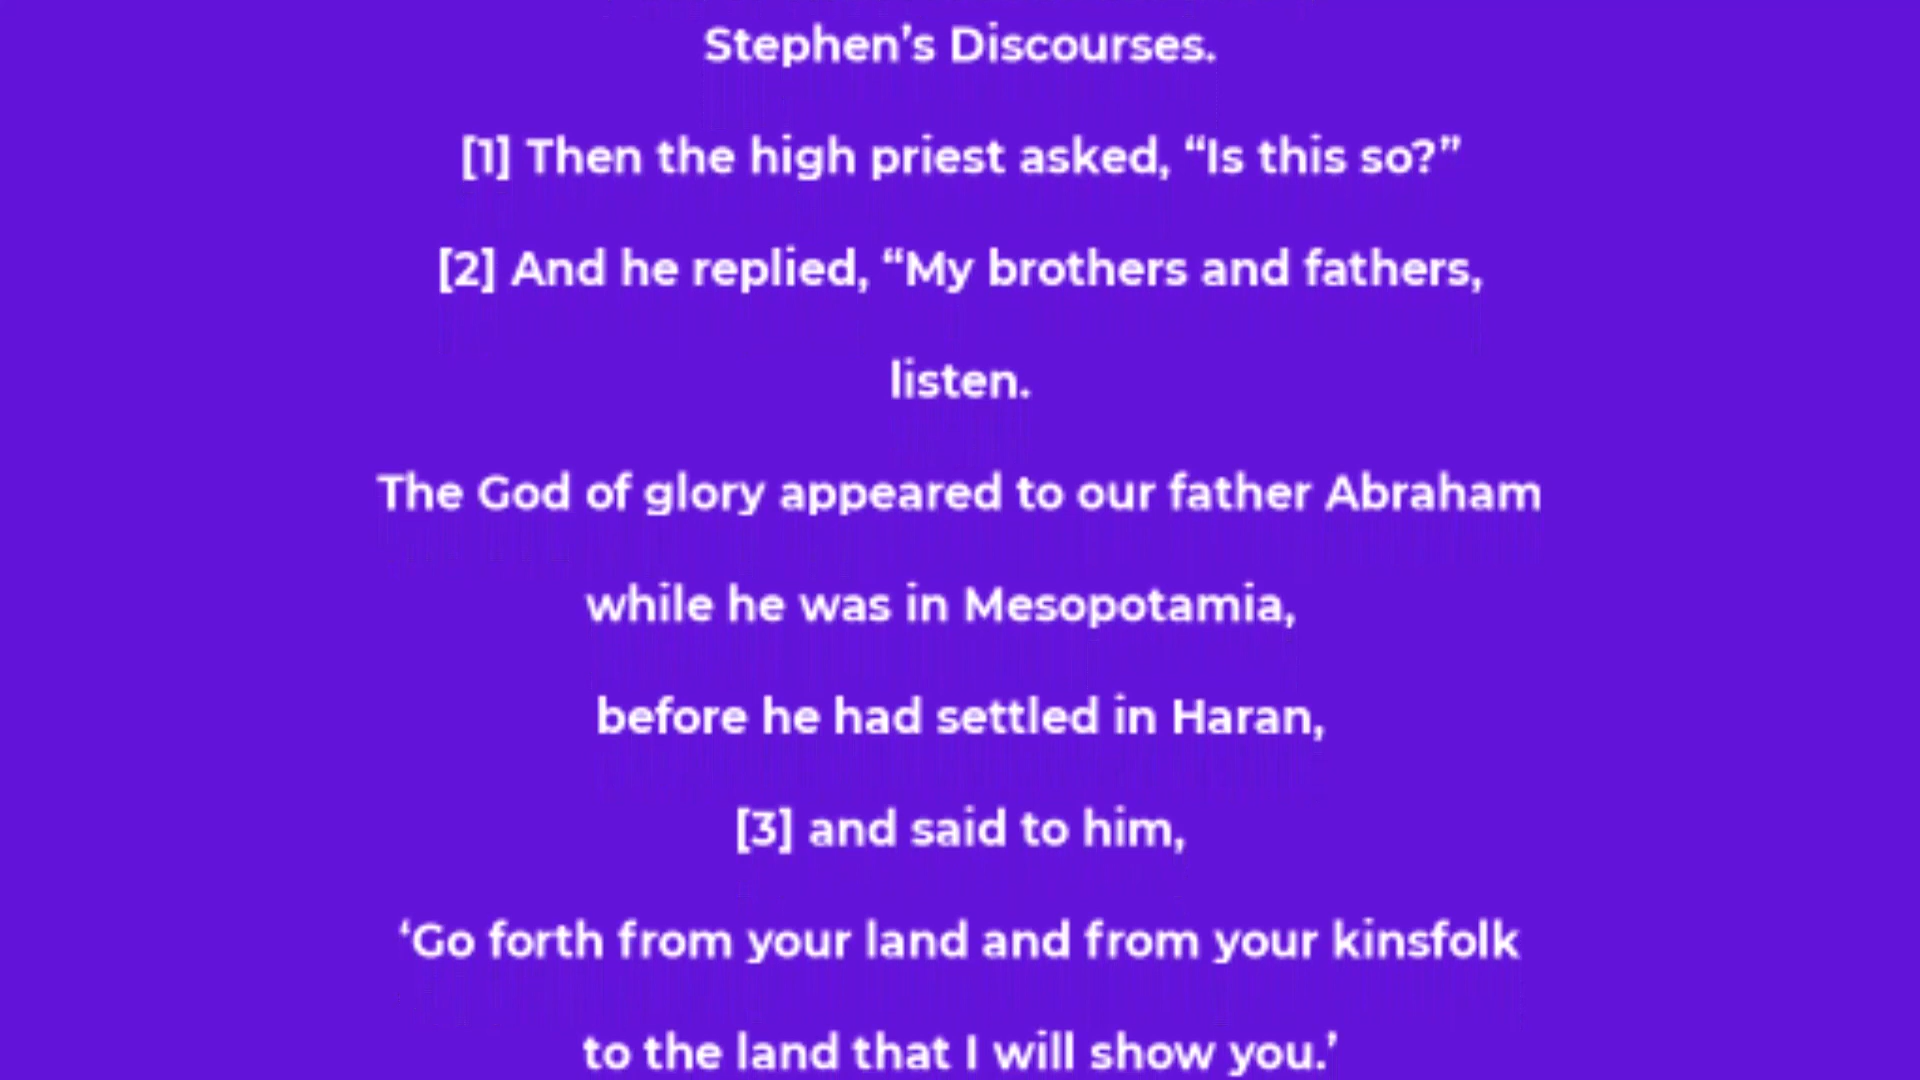 Stephen’s Discourses.
[1] Then the high priest asked, “Is this so?”
[2] And he replied, “My brothers and fathers,
listen.
The God of glory appeared to our father Abraham
while he was in Mesopotamia,
before he had settled in Haran,
[3] and said to him,
‘Go forth from your land and from your kinsfolk
to the land that I will show you.’